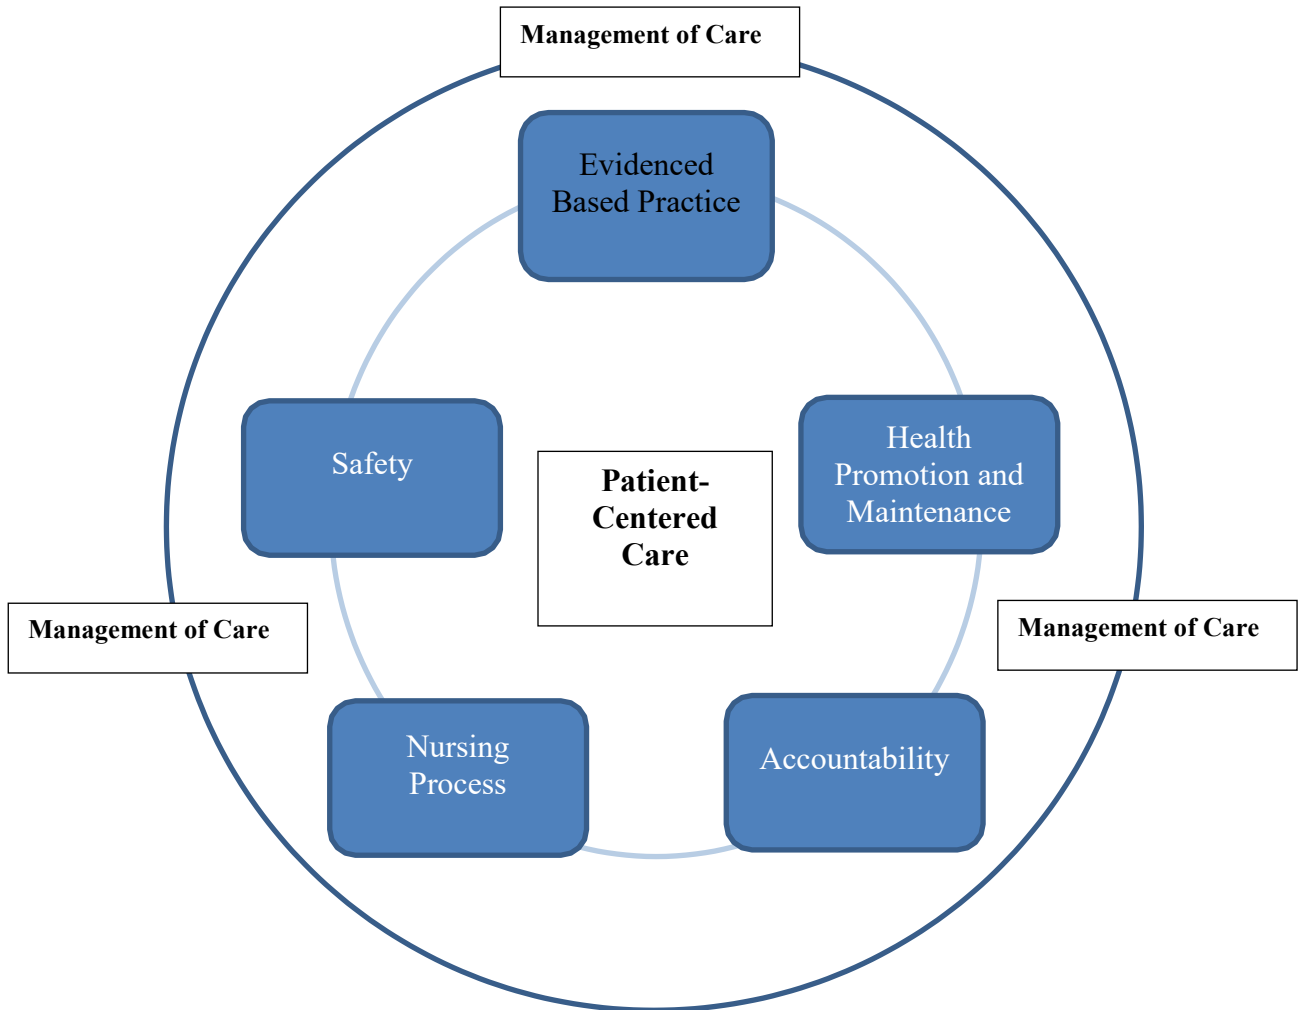 Management of Care
Evidenced
Based Practice
Safety
Health
Promotion and
Maintenance
Patient-
Centered
Care
Management of Care
Management of Care
Nursing
Process
Accountability